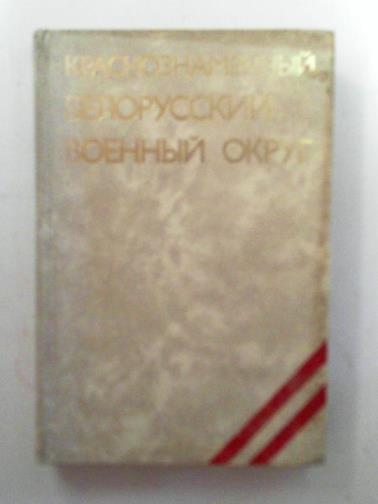 КРАСНОЗНАМЕННЫЙ
БЕЛОРУССКИЙ
ВОЕННЫЙ ОКРУГ